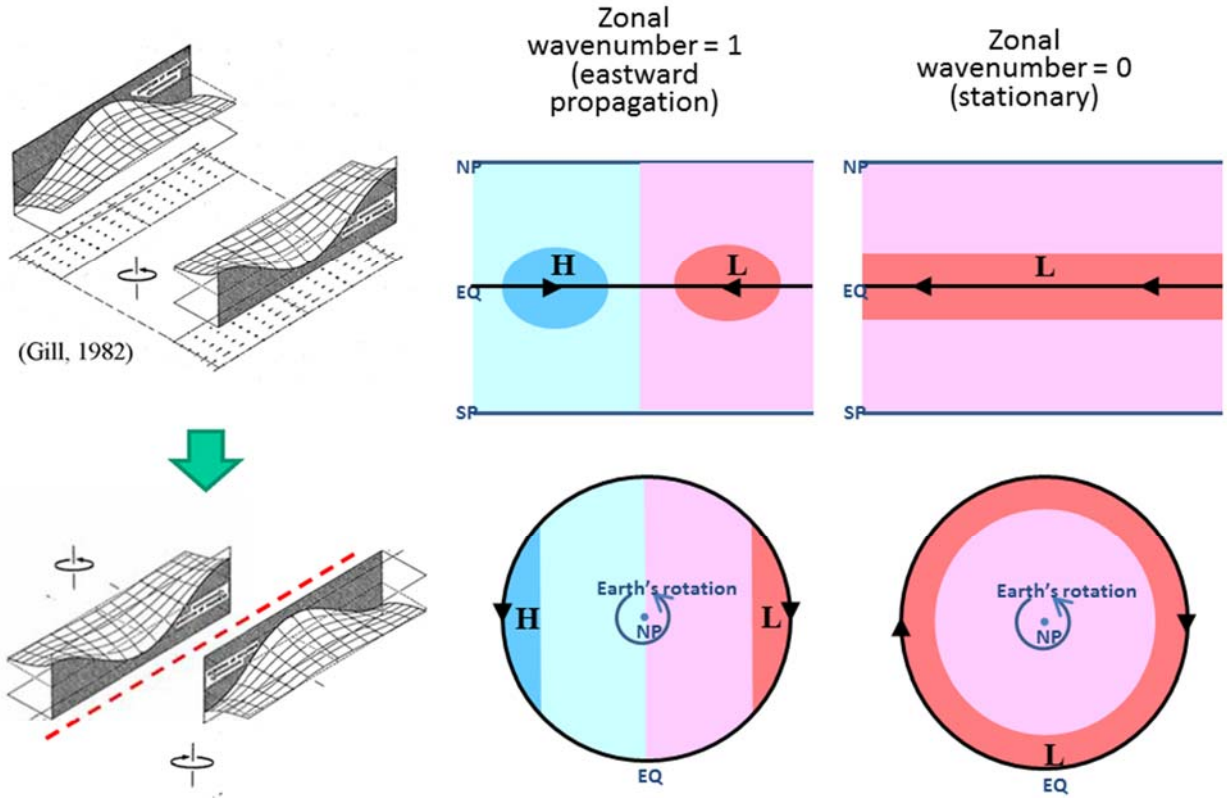 Zonal
wavenumber = 1
(eastward
propagation)
Zonal
wavenumber = 0
(stationary)
(Gill, 1982)
NP
H
L
EQ
SP
NP
L
EQ
SP
Earth's rotation
H
NP
L
EQ
Earth's rotation
NP
L
EQ